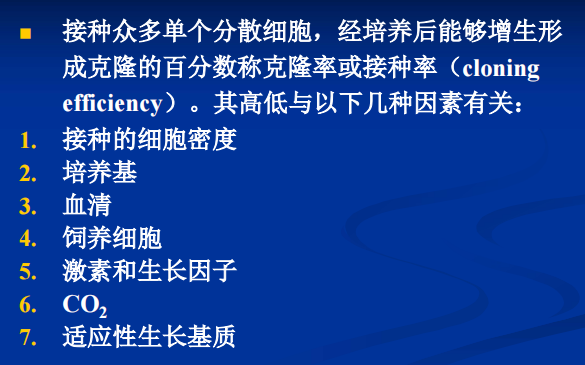 ■ 接种众多单个分散细胞，经培养后能够增生形
成克隆的百分数称克隆率或接种率（cloning
efficiency）。其高低与以下几种因素有关：
1. 接种的细胞密度
2. 培养基
3. 血清
4. 饲养细胞
5. 激素和生长因子
6. CO₂
7. 适应性生长基质